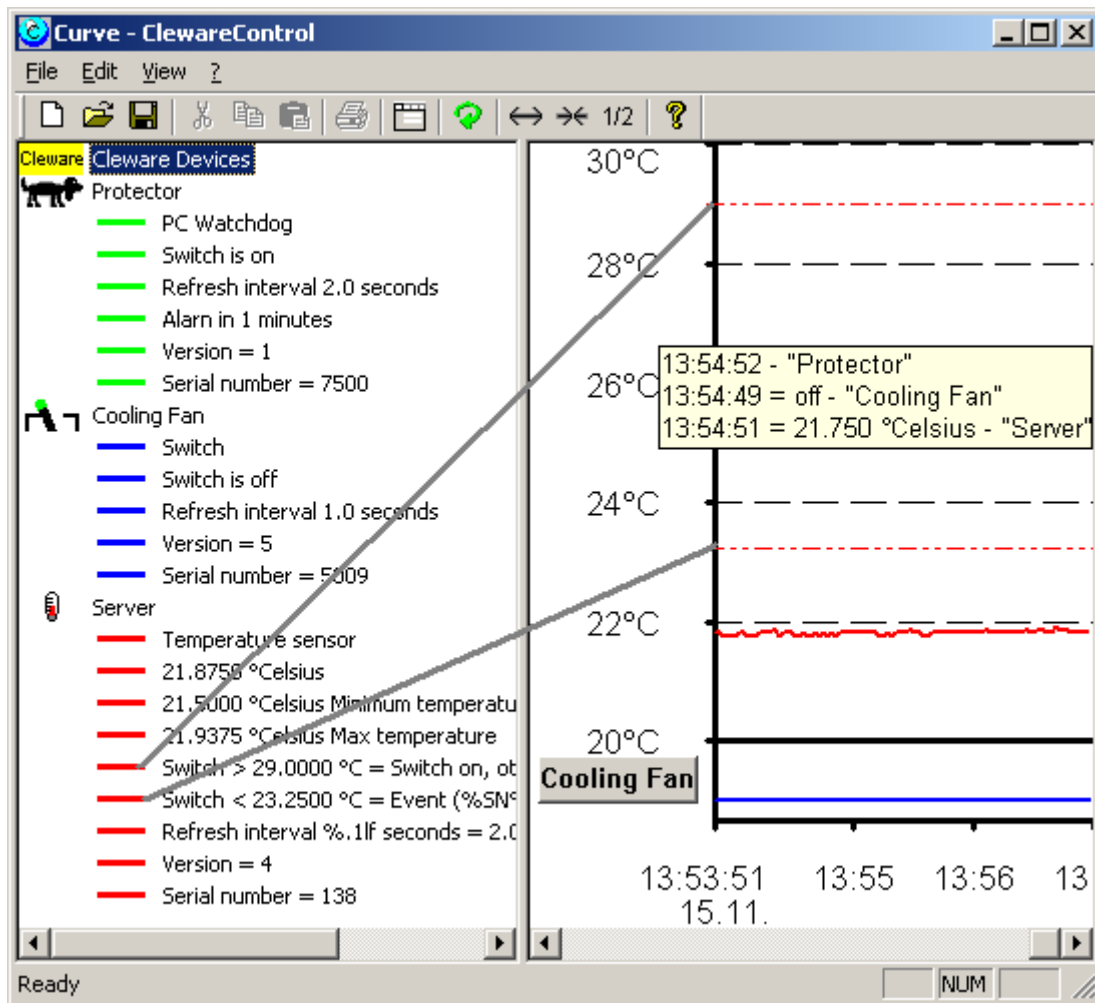 Curve - ClewareControl
File Edit View ?
1/2
Cleware Cleware Devices
Protector
PC Watchdog
Switch is on
Refresh interval 2.0 seconds
Alarn in 1 minutes
Version = 1
Serial number = 7500
Cooling Fan
Switch
Switch is off
Refresh interval 1.0 seconds
Version = 5
Serial number = 5009
Server
Temperature sensor
21.8750 °Celsius
21.5000 °Celsius Minimum temperatu
21.9375 °Celsius Max temperature
Switch > 29.0000 °C = Switch on, ot
Switch < 23.2500 °C = Event (%SN°
Refresh interval %.1lf seconds = 2.0
Version = 4
Serial number = 138
30°C
28°C
26°C
24°C
22°C
20°C
13:54:52 - "Protector"
13:54:49 = off - "Cooling Fan"
13:54:51 = 21.750 °Celsius - "Server"
Cooling Fan
13:53:51 13:55 13:56 13
15.11.
Ready
NUM